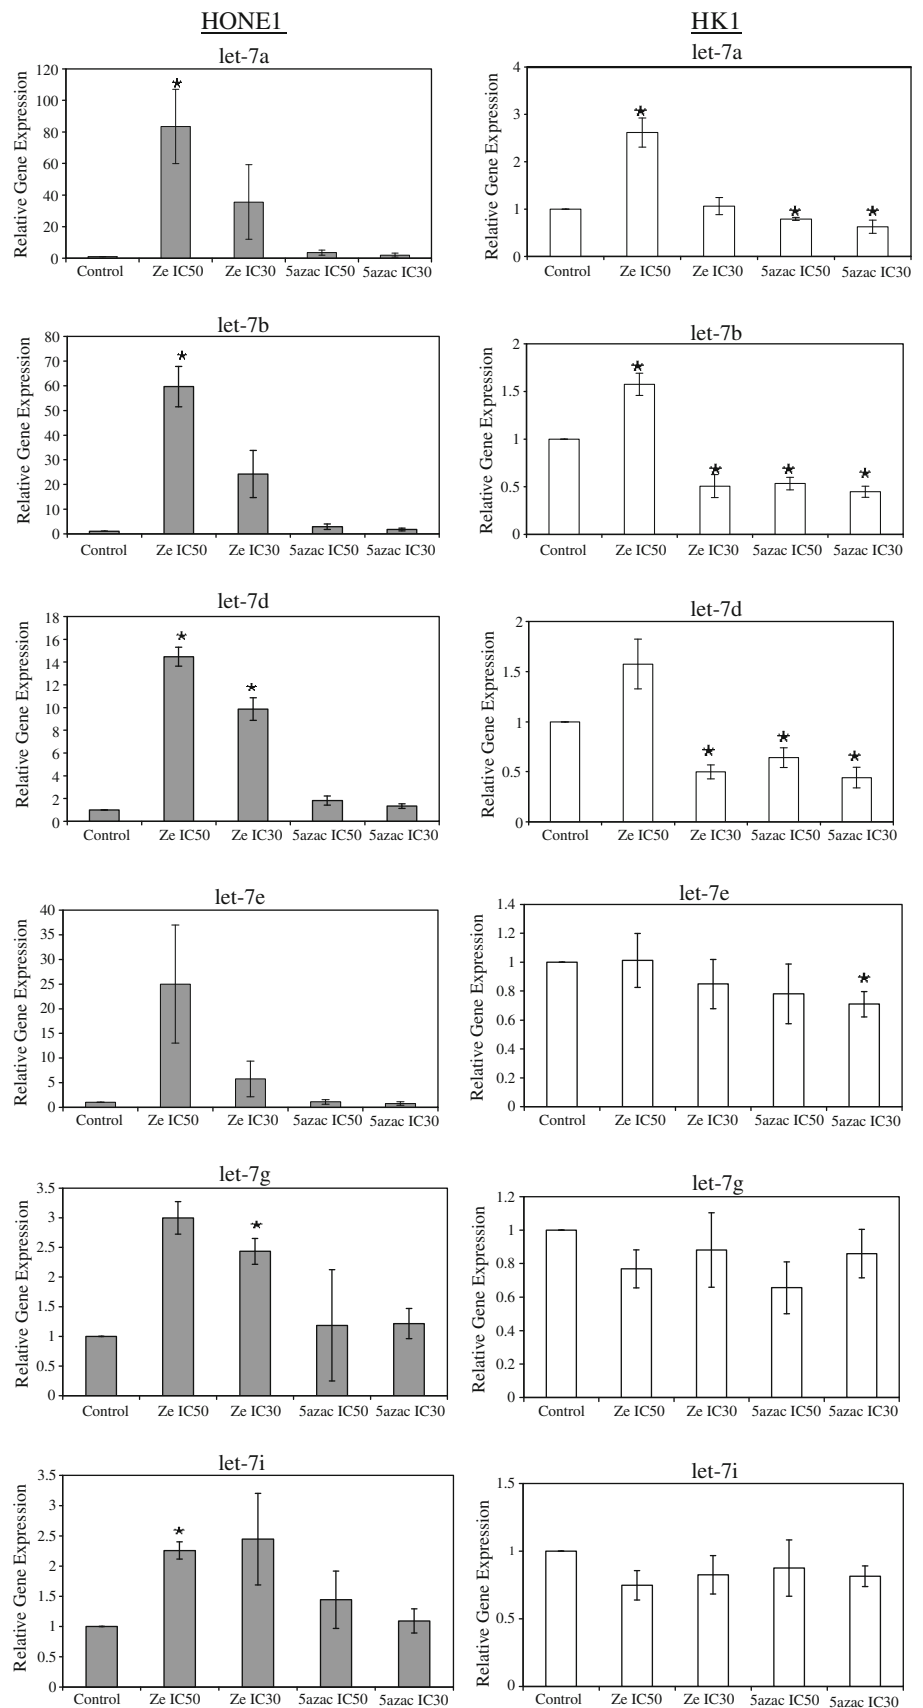 HONE1
let-7a
Relative Gene Expression
120
100
80
60
40
20
0
Control Ze IC50 Ze IC30 5azac IC50 5azac IC30
let-7b
Relative Gene Expression
80
70
60
50
40
30
20
10
0
Control Ze IC50 Ze IC30 5azac IC50 5azac IC30
let-7d
Relative Gene Expression
18
16
14
12
10
8
6
4
2
0
Control Ze IC50 Ze IC30 5azac IC50 5azac IC30
let-7e
Relative Gene Expression
40
35
30
25
20
15
10
5
0
Control Ze IC50 Ze IC30 5azac IC50 5azac IC30
let-7g
Relative Gene Expression
3.5
3
2.5
2
1.5
1
0.5
0
Control Ze IC50 Ze IC30 5azac IC50 5azac IC30
let-7i
Relative Gene Expression
3.5
3
2.5
2
1.5
1
0.5
0
Control Ze IC50 Ze IC30 5azac IC50 5azac IC30
HK1
let-7a
Relative Gene Expression
4
3
2
1
0
Control Ze IC50 Ze IC30 5azac IC50 5azac IC30
let-7b
Relative Gene Expression
2
1.5
1
0.5
0
Control Ze IC50 Ze IC30 5azac IC50 5azac IC30
let-7d
Relative Gene Expression
2
1.5
1
0.5
0
Control Ze IC50 Ze IC30 5azac IC50 5azac IC30
let-7e
Relative Gene Expression
1.4
1.2
1
0.8
0.6
0.4
0.2
0
Control Ze IC50 Ze IC30 5azac IC50 5azac IC30
let-7g
Relative Gene Expression
1.2
1
0.8
0.6
0.4
0.2
0
Control Ze IC50 Ze IC30 5azac IC50 5azac IC30
let-7i
Relative Gene Expression
1.5
1
0.5
0
Control Ze IC50 Ze IC30 5azac IC50 5azac IC30